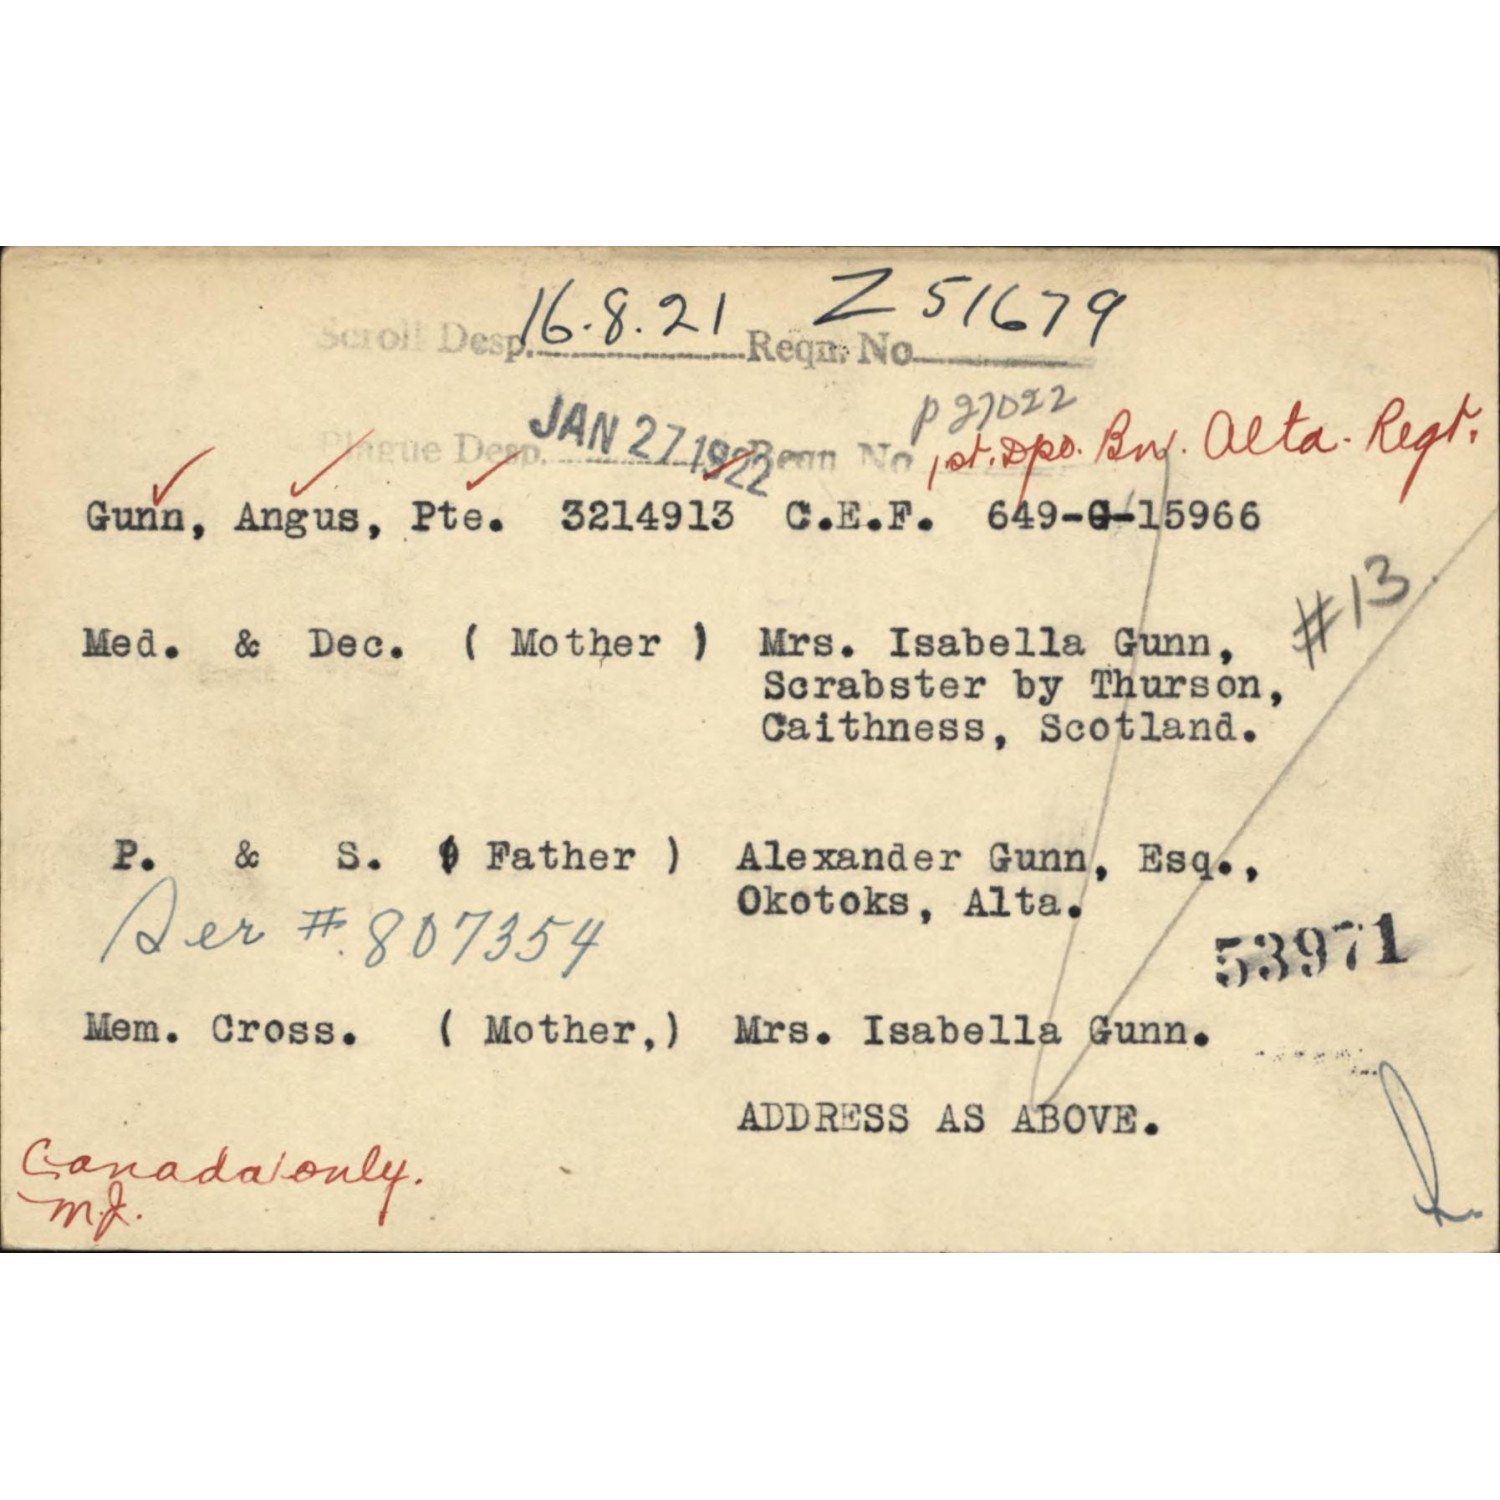 Scroll Desp. 16.8.21 Reqn. No Z 51679
Plaque Desp. JAN 27 1922 Reqn No P 27022
1st. Dpo. Bn. Alta. Regt.
Gunn, Angus, Pte. 3214913 C.E.F. 649-G-15966
#13
Med. & Dec. ( Mother ) Mrs. Isabella Gunn,
Scrabster by Thurson,
Caithness, Scotland.
P. & S. ( Father ) Alexander Gunn, Esq.,
Okotoks, Alta.
Ser #.807354
53971
Mem. Cross. ( Mother,) Mrs. Isabella Gunn.
ADDRESS AS ABOVE.
Canada only.
M.J.